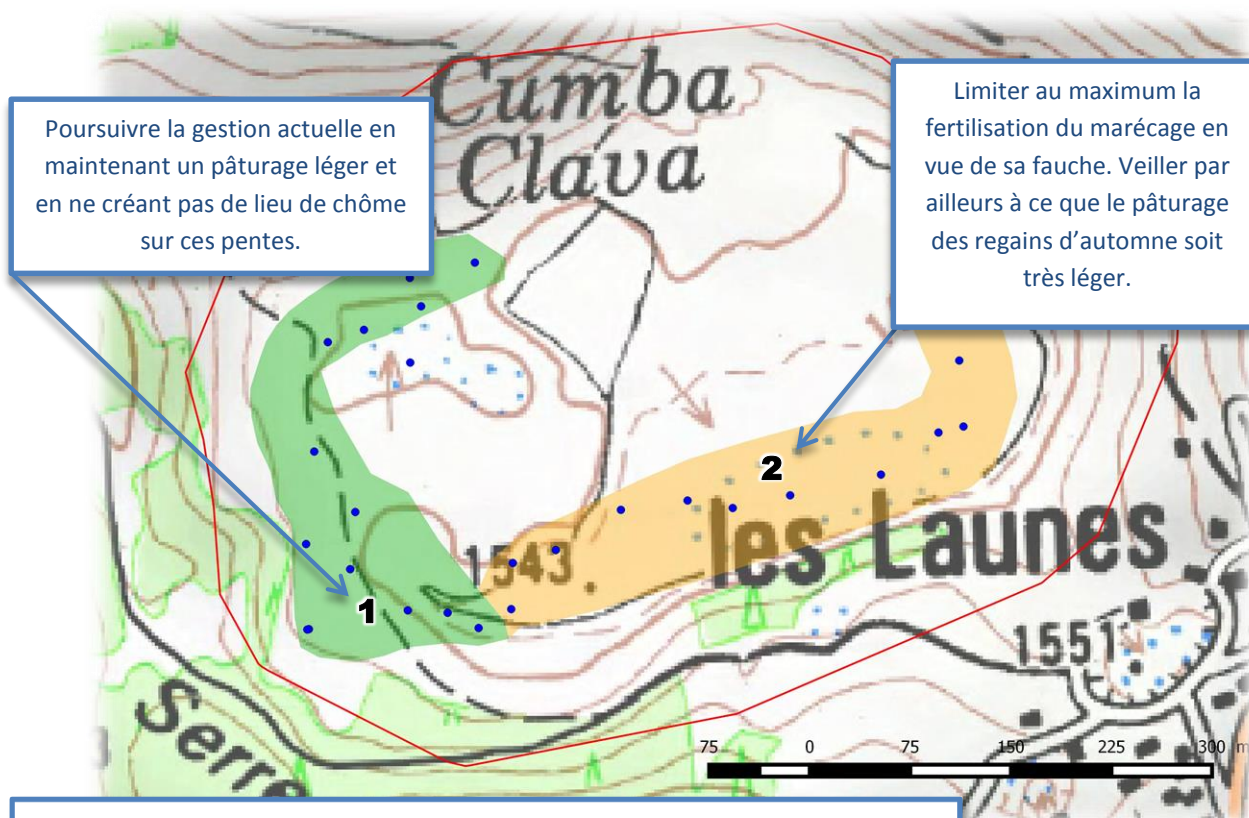 Cumba
Clava
Poursuivre la gestion actuelle en
maintenant un pâturage léger et
en ne créant pas de lieu de chôme
sur ces pentes.
Limiter au maximum la
fertilisation du marécage en
vue de sa fauche. Veiller par
ailleurs à ce que le pâturage
des regains d’automne soit
très léger.
2
les Launes
1543
1
1551
Serre
75 0 75 150 225 300 m